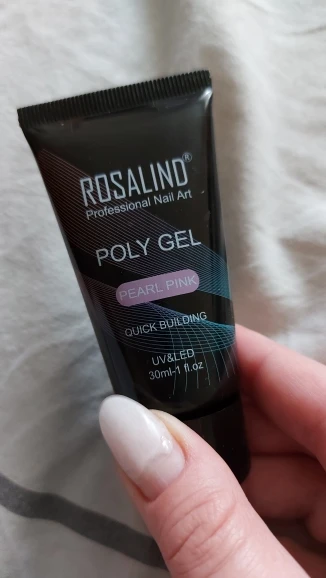 ROSALIND®
Professional Nail Art
POLY GEL
PEARL PINK
QUICK BUILDING
UV&LED
30ml-1 fl.oz